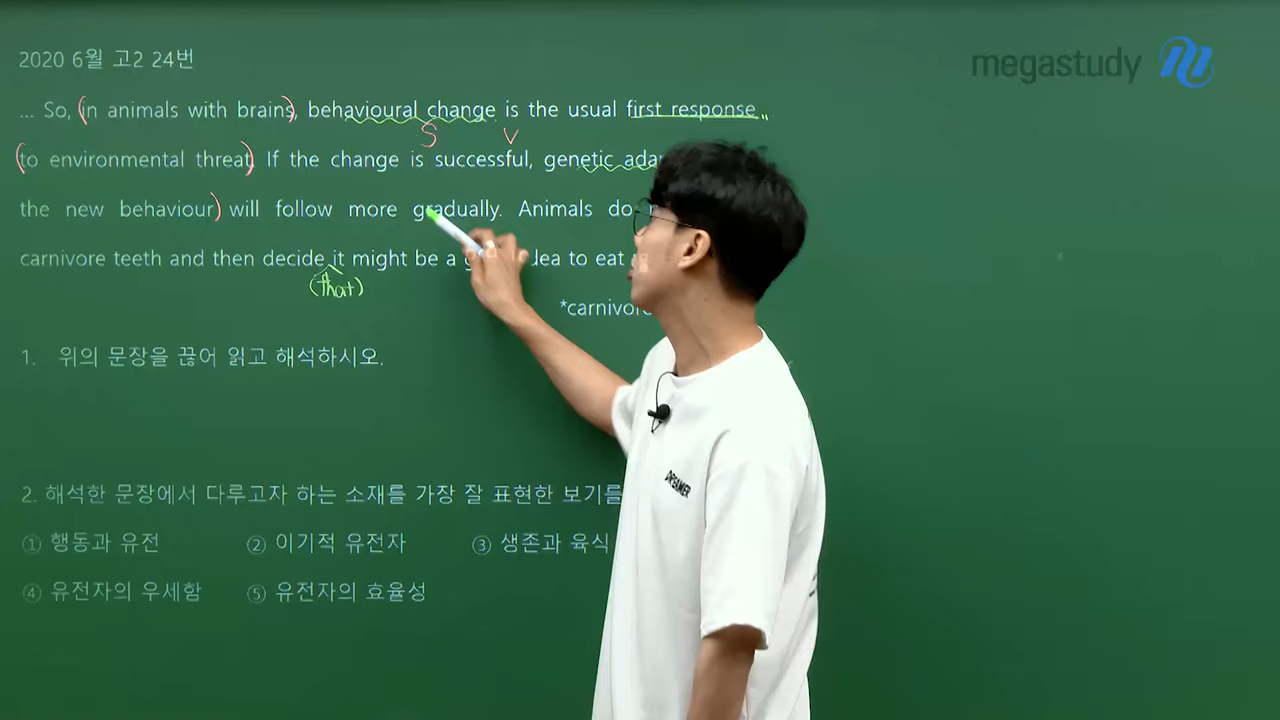 2020 6월 고2 24번
megastudy
... So, (in animals with brains), behavioural change is the usual first response
S V
(to environmental threat). If the change is successful, genetic
the new behaviour) will follow more gradually. Animals do
carnivore teeth and then decide it might be a idea to eat
(that)
*carnivore
1. 위의 문장을 끊어 읽고 해석하시오.
2. 해석한 문장에서 다루고자 하는 소재를 가장 잘 표현한 보기를
① 행동과 유전 ② 이기적 유전자 ③ 생존과 육식
④ 유전자의 우세함 ⑤ 유전자의 효율성
DREAMER